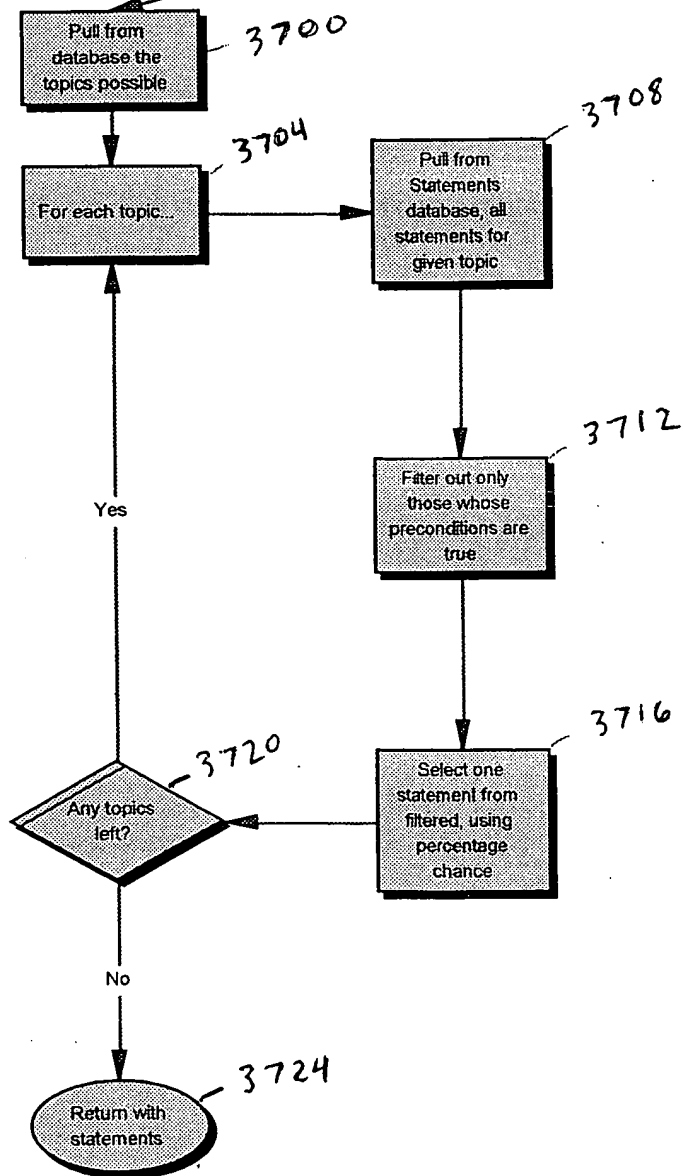 Pull from
database the
topics possible
3700
For each topic...
3704
Pull from
Statements
database, all
statements for
given topic
3708
Filter out only
those whose
preconditions are
true
3712
Select one
statement from
filtered, using
percentage
chance
3716
Any topics
left?
3720
Yes
No
Return with
statements
3724